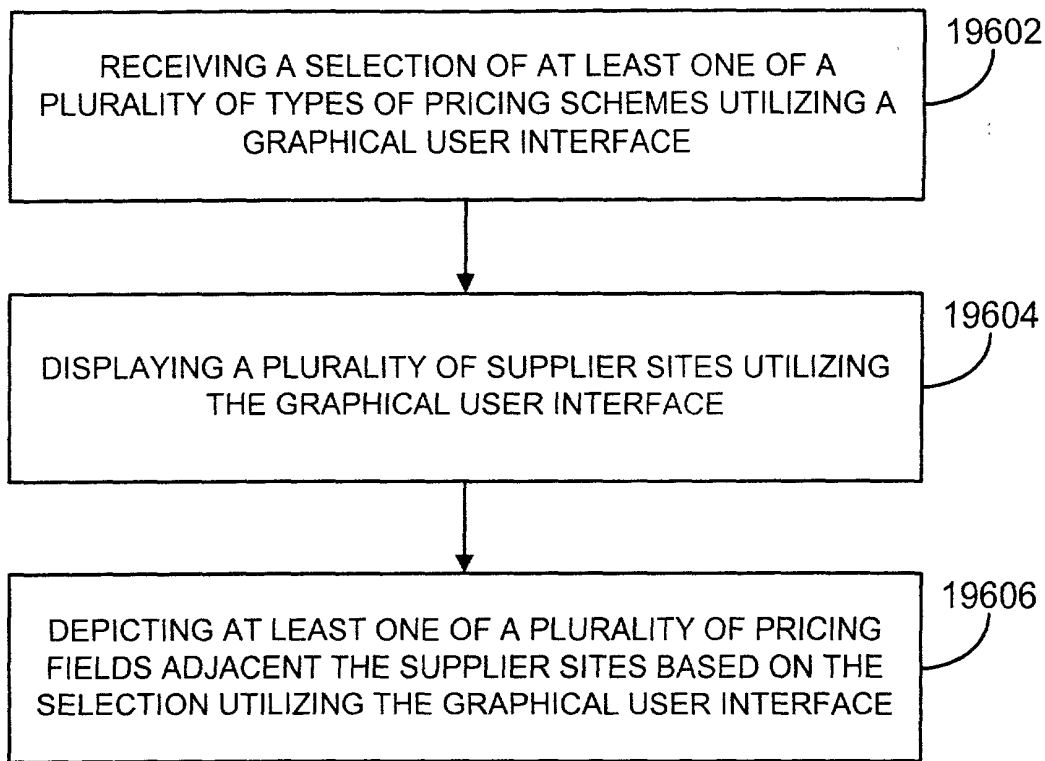 19602
RECEIVING A SELECTION OF AT LEAST ONE OF A
PLURALITY OF TYPES OF PRICING SCHEMES UTILIZING A
GRAPHICAL USER INTERFACE
19604
DISPLAYING A PLURALITY OF SUPPLIER SITES UTILIZING
THE GRAPHICAL USER INTERFACE
19606
DEPICTING AT LEAST ONE OF A PLURALITY OF PRICING
FIELDS ADJACENT THE SUPPLIER SITES BASED ON THE
SELECTION UTILIZING THE GRAPHICAL USER INTERFACE